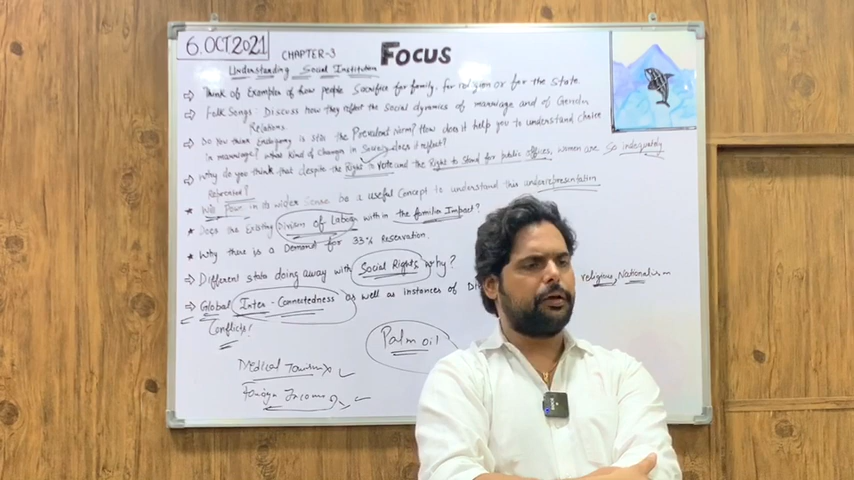 6.OCT2021
CHAPTER-3
FOCUS
Understanding Social Institution
⇒ Think of Examples of how people Sacrifice for family, for religion or for the State
⇒ Folk Songs: Discuss how they reflect the social dynamics of marriage and of Gender
Relations
⇒ Do you think Endogamy is still the Prevalent norm? How does it help you to understand choice
in marriage? What kind of changes in Society does it reflect?
⇒ Why do you think that despite the Right to vote and the Right to Stand for public offices, women are so
★ in its wider Sense be a useful Concept to understand this underrepresentation
★ Does the Existing Division of Labour within the Impact?
★ Why there is a Demand for 33% Reservation.
⇒ Different state doing away with Social Rights why?
⇒ Global Inter-Connectedness as well as instances of religious, Nationalism
Conflicts?
Palm oil
Medical Tourism